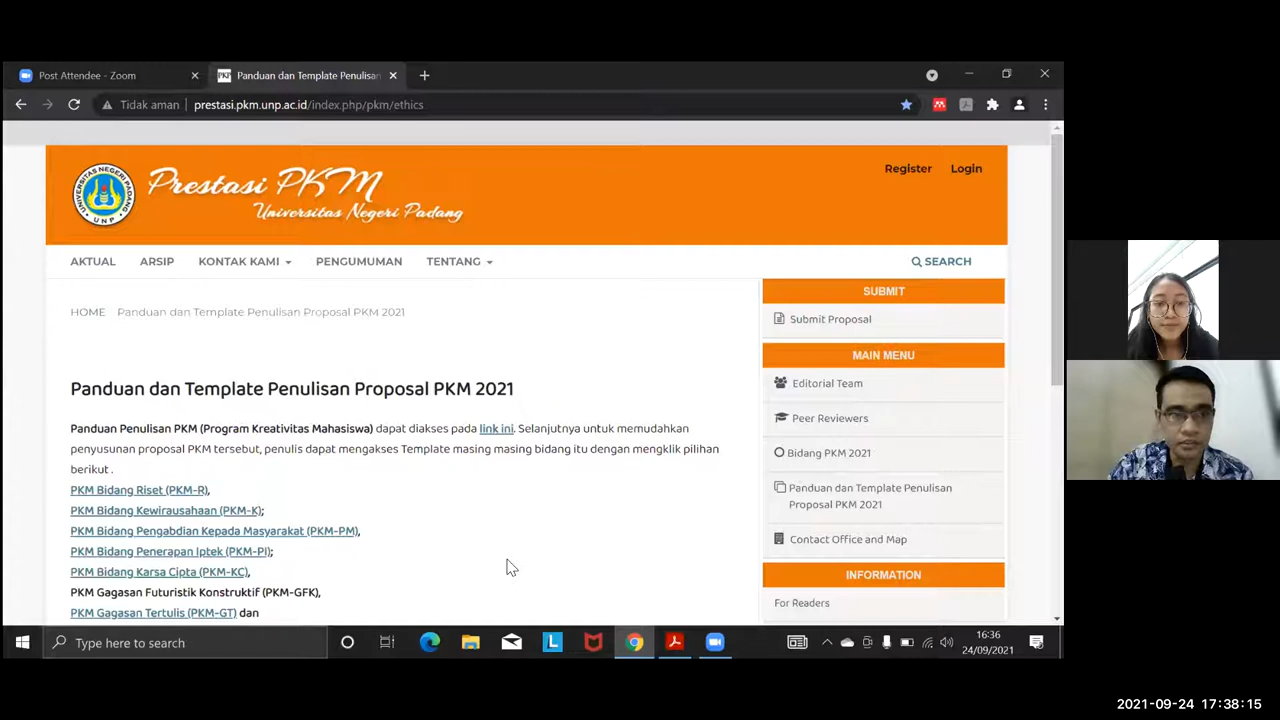 Post Attendee - Zoom
Panduan dan Template Penulisan
Tidak aman
prestasi.pkm.unp.ac.id/index.php/pkm/ethics
UNIVERSITAS NEGERI PADANG
U N P
Prestasi PKM
Universitas Negeri Padang
Register Login
AKTUAL ARSIP KONTAK KAMI PENGUMUMAN TENTANG SEARCH
HOME Panduan dan Template Penulisan Proposal PKM 2021
Panduan dan Template Penulisan Proposal PKM 2021
Panduan Penulisan PKM (Program Kreativitas Mahasiswa) dapat diakses pada link ini. Selanjutnya untuk memudahkan
penyusunan proposal PKM tersebut, penulis dapat mengakses Template masing masing bidang itu dengan mengklik pilihan
berikut .
PKM Bidang Riset (PKM-R),
PKM Bidang Kewirausahaan (PKM-K);
PKM Bidang Pengabdian Kepada Masyarakat (PKM-PM),
PKM Bidang Penerapan Iptek (PKM-PI);
PKM Bidang Karsa Cipta (PKM-KC),
PKM Gagasan Futuristik Konstruktif (PKM-GFK),
PKM Gagasan Tertulis (PKM-GT) dan
SUBMIT
Submit Proposal
MAIN MENU
Editorial Team
Peer Reviewers
Bidang PKM 2021
Panduan dan Template Penulisan
Proposal PKM 2021
Contact Office and Map
INFORMATION
For Readers
Type here to search
L
16:36
24/09/2021
2021-09-24 17:38:15